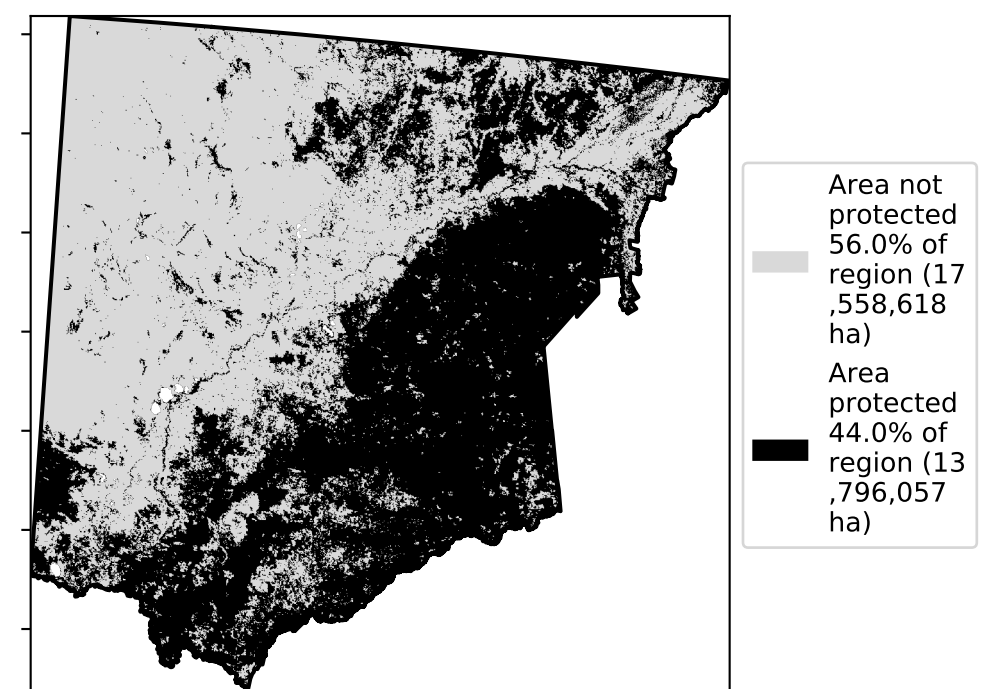 Area not
protected
56.0% of
region (17
,558,618
ha)
Area
protected
44.0% of
region (13
,796,057
ha)